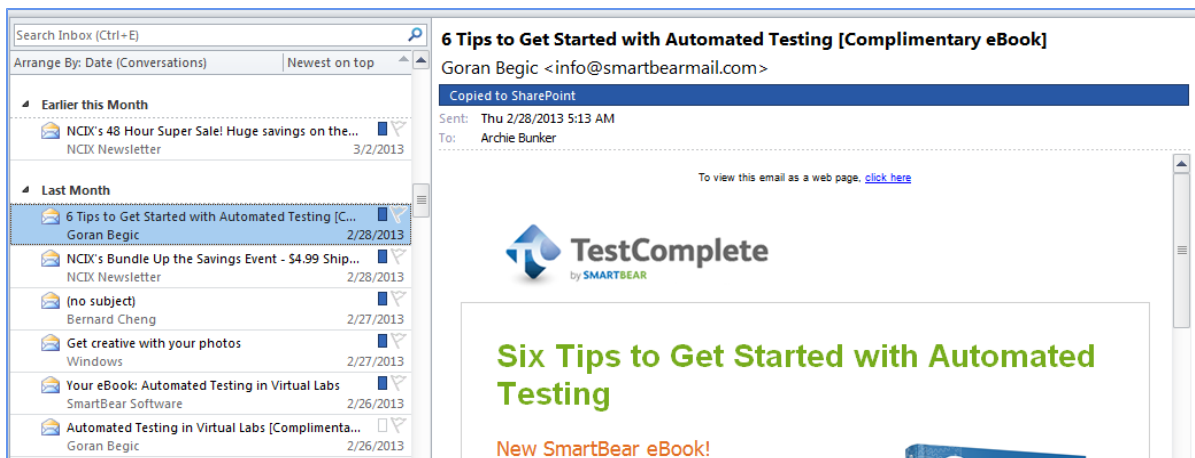 Search Inbox (Ctrl+E)
Arrange By: Date (Conversations) Newest on top
Earlier this Month
NCIX's 48 Hour Super Sale! Huge savings on the...
NCIX Newsletter 3/2/2013
Last Month
6 Tips to Get Started with Automated Testing [C...
Goran Begic 2/28/2013
NCIX's Bundle Up the Savings Event - $4.99 Ship...
NCIX Newsletter 2/28/2013
(no subject)
Bernard Cheng 2/27/2013
Get creative with your photos
Windows 2/27/2013
Your eBook: Automated Testing in Virtual Labs
SmartBear Software 2/26/2013
Automated Testing in Virtual Labs [Complimenta...
Goran Begic 2/26/2013
6 Tips to Get Started with Automated Testing [Complimentary eBook]
Goran Begic <info@smartbearmail.com>
Copied to SharePoint
Sent: Thu 2/28/2013 5:13 AM
To: Archie Bunker
To view this email as a web page, click here
TestComplete
by SMARTBEAR
Six Tips to Get Started with Automated
Testing
New SmartBear eBook!